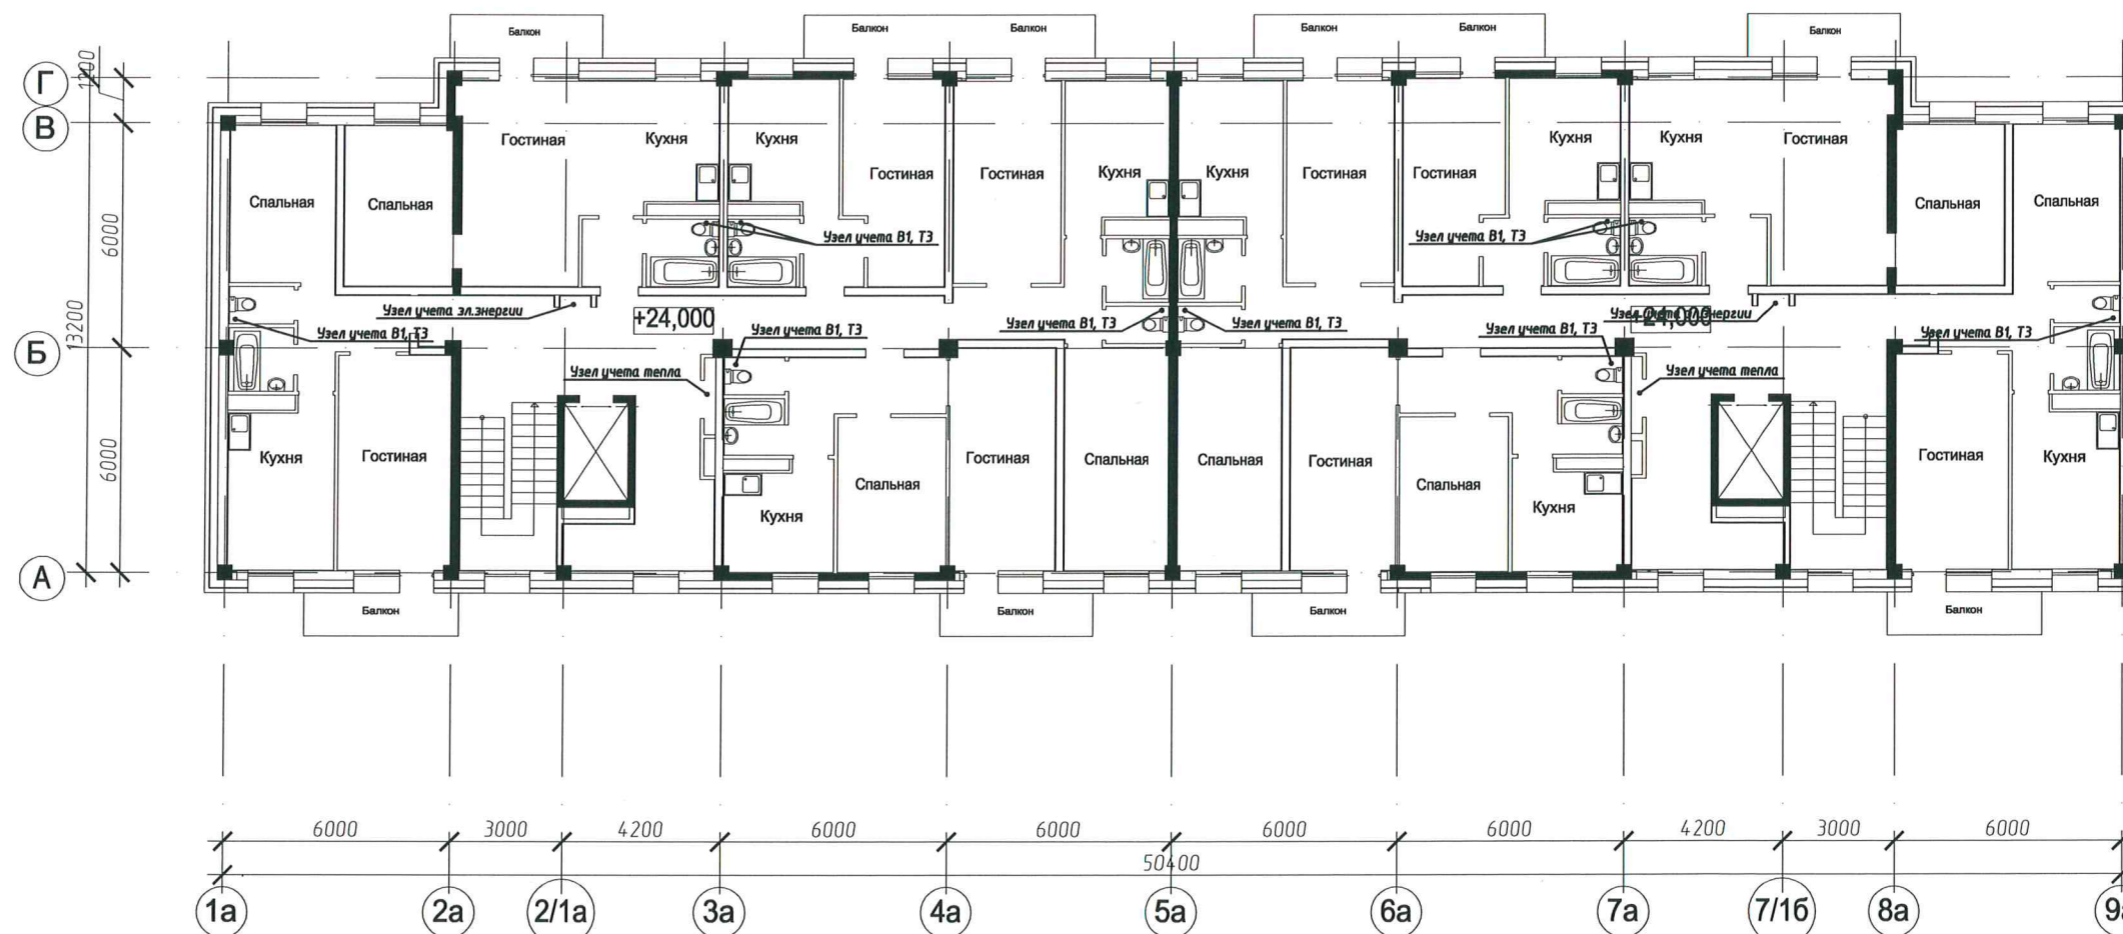 Балкон
Балкон
Балкон
Балкон
Балкон
Балкон
1200
Г
В
Гостиная
Кухня
Кухня
Кухня
Кухня
Гостиная
Спальная
Спальная
Гостиная
Гостиная
Кухня
Кухня
Гостиная
Гостиная
Спальная
Спальная
6000
Узел учета В1, Т3
Узел учета В1, Т3
Узел учета эл.энергии
+24,000
+24,000
13200
Узел учета В1, Т3
Узел учета В1, Т3
Узел учета В1, Т3
Узел учета В1, Т3
Узел учета В1, Т3
Узел учета В1, Т3
Б
Узел учета тепла
Узел учета тепла
6000
Кухня
Гостиная
Гостиная
Спальная
Спальная
Гостиная
Гостиная
Кухня
Спальная
Спальная
Кухня
Кухня
А
Балкон
Балкон
Балкон
Балкон
6000
3000
4200
6000
6000
6000
6000
4200
3000
6000
50400
1а
2а
2/1а
3а
4а
5а
6а
7а
7/1б
8а